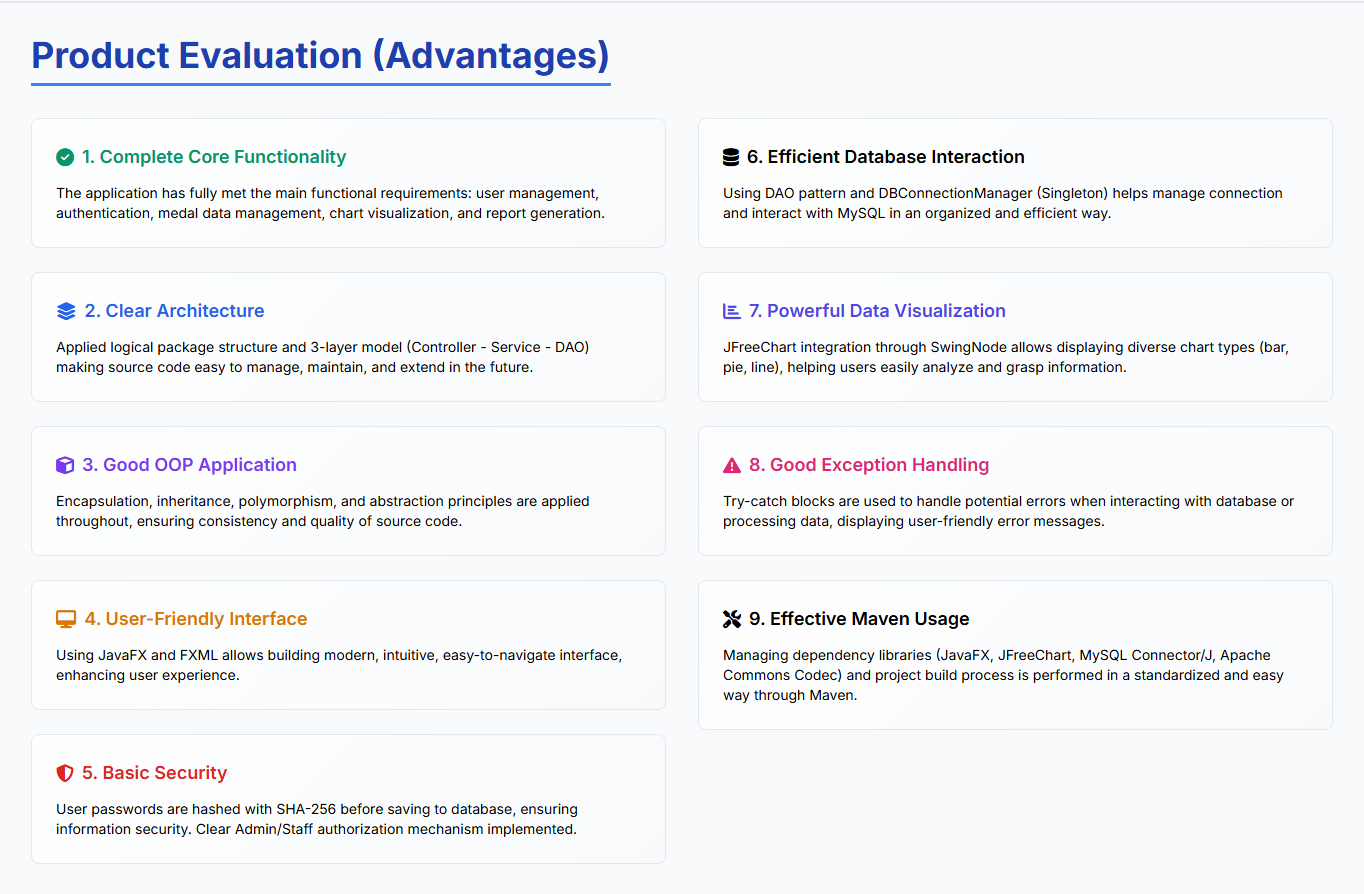 Product Evaluation (Advantages)
1. Complete Core Functionality
The application has fully met the main functional requirements: user management,
authentication, medal data management, chart visualization, and report generation.
2. Clear Architecture
Applied logical package structure and 3-layer model (Controller - Service - DAO)
making source code easy to manage, maintain, and extend in the future.
3. Good OOP Application
Encapsulation, inheritance, polymorphism, and abstraction principles are applied
throughout, ensuring consistency and quality of source code.
4. User-Friendly Interface
Using JavaFX and FXML allows building modern, intuitive, easy-to-navigate interface,
enhancing user experience.
5. Basic Security
User passwords are hashed with SHA-256 before saving to database, ensuring
information security. Clear Admin/Staff authorization mechanism implemented.
6. Efficient Database Interaction
Using DAO pattern and DBConnectionManager (Singleton) helps manage connection
and interact with MySQL in an organized and efficient way.
7. Powerful Data Visualization
JFreeChart integration through SwingNode allows displaying diverse chart types (bar,
pie, line), helping users easily analyze and grasp information.
8. Good Exception Handling
Try-catch blocks are used to handle potential errors when interacting with database or
processing data, displaying user-friendly error messages.
9. Effective Maven Usage
Managing dependency libraries (JavaFX, JFreeChart, MySQL Connector/J, Apache
Commons Codec) and project build process is performed in a standardized and easy
way through Maven.